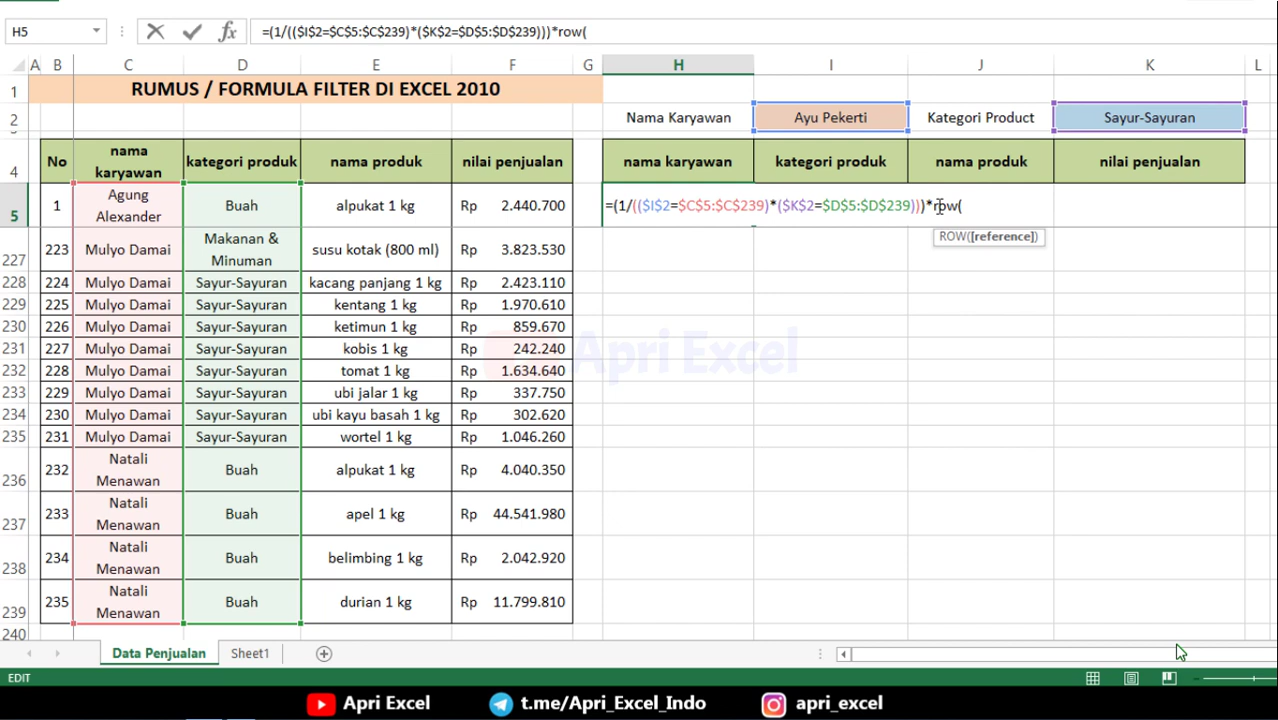 H5 fx =(1/(($I$2=$C$5:$C$239)*($K$2=$D$5:$D$239)))*row(
A B C D E F G H I J K L
1 RUMUS / FORMULA FILTER DI EXCEL 2010
2 Nama Karyawan Ayu Pekerti Kategori Product Sayur-Sayuran
4 No nama karyawan kategori produk nama produk nilai penjualan nama karyawan kategori produk nama produk nilai penjualan
5 1 Agung Alexander Buah alpukat 1 kg Rp 2.440.700 =(1/(($I$2=$C$5:$C$239)*($K$2=$D$5:$D$239)))*row(
ROW([reference])
227 223 Mulyo Damai Makanan & Minuman susu kotak (800 ml) Rp 3.823.530
228 224 Mulyo Damai Sayur-Sayuran kacang panjang 1 kg Rp 2.423.110
229 225 Mulyo Damai Sayur-Sayuran kentang 1 kg Rp 1.970.610
230 226 Mulyo Damai Sayur-Sayuran ketimun 1 kg Rp 859.670
231 227 Mulyo Damai Sayur-Sayuran kobis 1 kg Rp 242.240
232 228 Mulyo Damai Sayur-Sayuran tomat 1 kg Rp 1.634.640
233 229 Mulyo Damai Sayur-Sayuran ubi jalar 1 kg Rp 337.750
234 230 Mulyo Damai Sayur-Sayuran ubi kayu basah 1 kg Rp 302.620
235 231 Mulyo Damai Sayur-Sayuran wortel 1 kg Rp 1.046.260
236 232 Natali Menawan Buah alpukat 1 kg Rp 4.040.350
237 233 Natali Menawan Buah apel 1 kg Rp 44.541.980
238 234 Natali Menawan Buah belimbing 1 kg Rp 2.042.920
239 235 Natali Menawan Buah durian 1 kg Rp 11.799.810
240
Apri Excel
Data Penjualan Sheet1
EDIT
Apri Excel t.me/Apri_Excel_Indo apri_excel